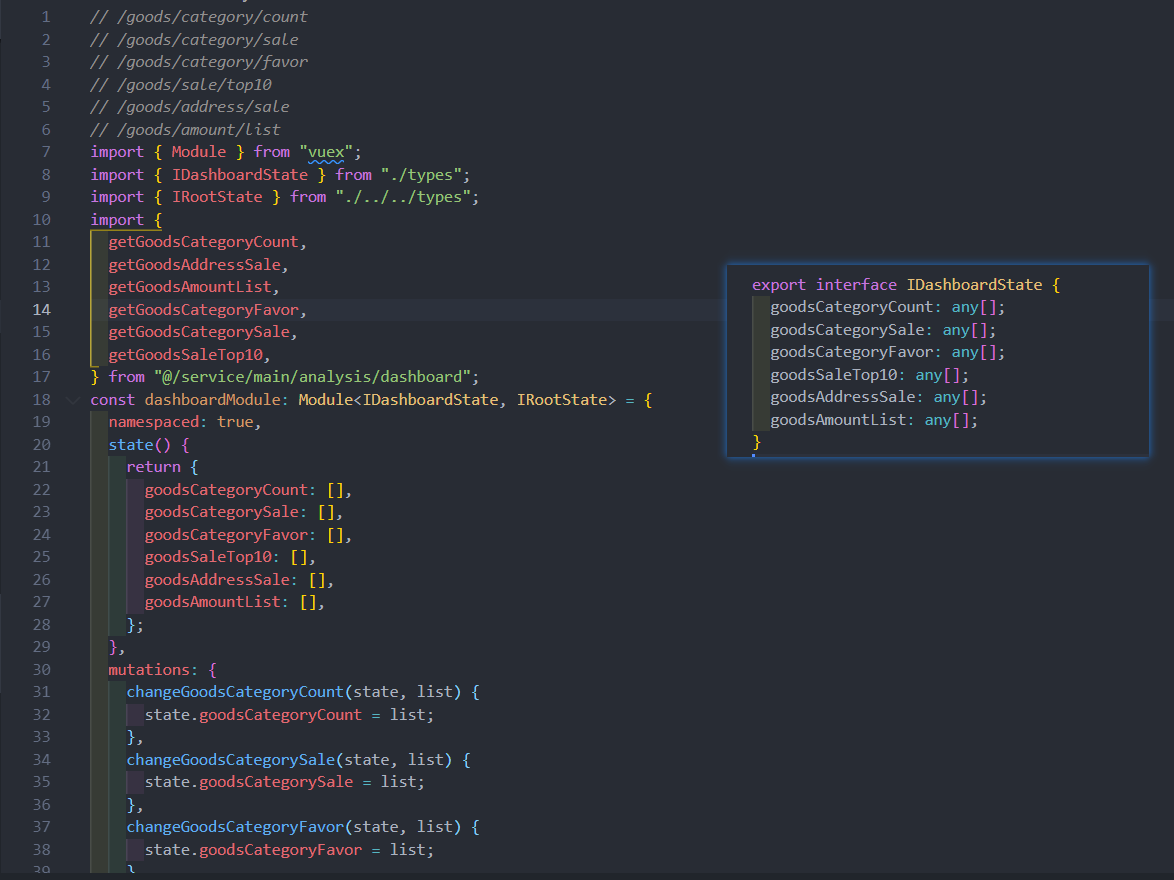 1 // /goods/category/count
2 // /goods/category/sale
3 // /goods/category/favor
4 // /goods/sale/top10
5 // /goods/address/sale
6 // /goods/amount/list
7 import { Module } from "vuex";
8 import { IDashboardState } from "./types";
9 import { IRootState } from "./../../types";
10 import {
11 getGoodsCategoryCount,
12 getGoodsAddressSale,
13 getGoodsAmountList,
14 getGoodsCategoryFavor,
15 getGoodsCategorySale,
16 getGoodsSaleTop10,
17 } from "@/service/main/analysis/dashboard";
18 const dashboardModule: Module<IDashboardState, IRootState> = {
19 namespaced: true,
20 state() {
21 return {
22 goodsCategoryCount: [],
23 goodsCategorySale: [],
24 goodsCategoryFavor: [],
25 goodsSaleTop10: [],
26 goodsAddressSale: [],
27 goodsAmountList: [],
28 };
29 },
30 mutations: {
31 changeGoodsCategoryCount(state, list) {
32 state.goodsCategoryCount = list;
33 },
34 changeGoodsCategorySale(state, list) {
35 state.goodsCategorySale = list;
36 },
37 changeGoodsCategoryFavor(state, list) {
38 state.goodsCategoryFavor = list;
39 }
export interface IDashboardState {
goodsCategoryCount: any[];
goodsCategorySale: any[];
goodsCategoryFavor: any[];
goodsSaleTop10: any[];
goodsAddressSale: any[];
goodsAmountList: any[];
}